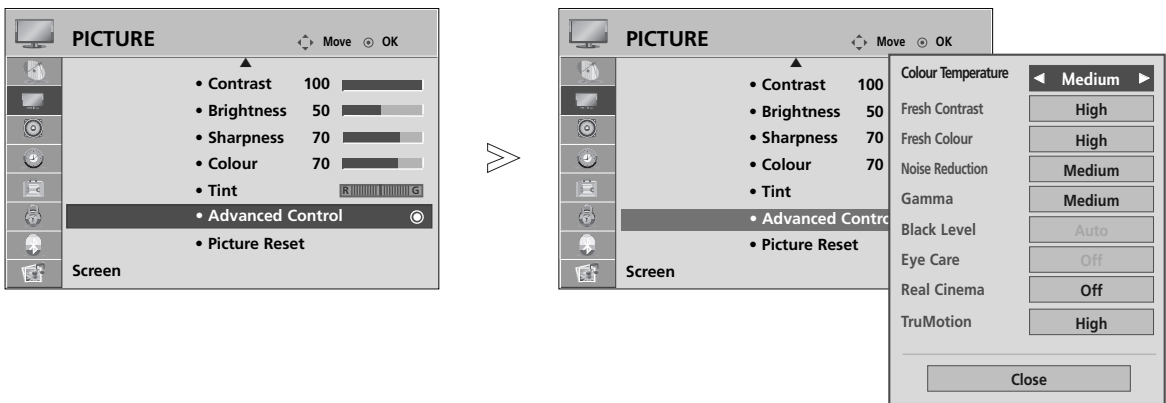 PICTURE
Move OK
• Contrast 100
• Brightness 50
• Sharpness 70
• Colour 70
• Tint R G
• Advanced Control
• Picture Reset
Screen
PICTURE
Move OK
• Contrast 100
• Brightness 50
• Sharpness 70
• Colour 70
• Tint
• Advanced Contro
• Picture Reset
Screen
Colour Temperature Medium
Fresh Contrast High
Fresh Colour High
Noise Reduction Medium
Gamma Medium
Black Level Auto
Eye Care Off
Real Cinema Off
TruMotion High
Close